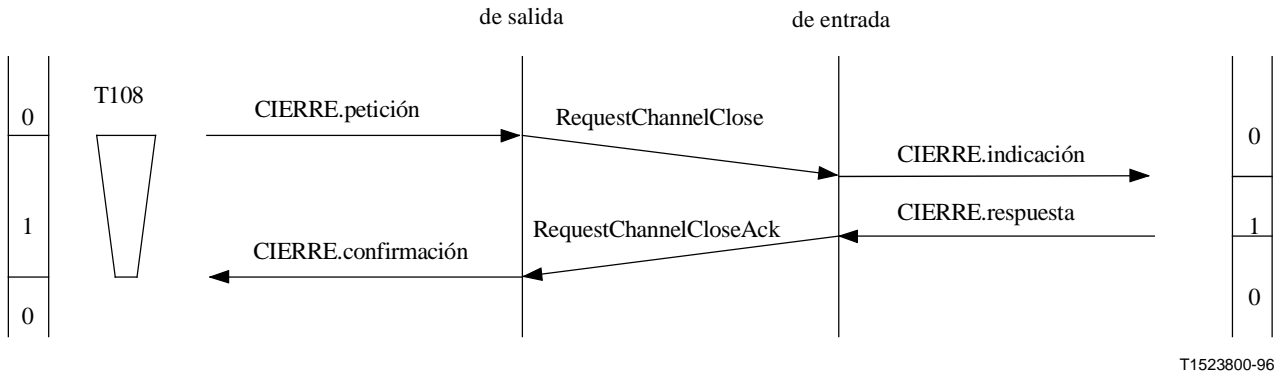 de salida
de entrada
T108
0
CIERRE.petición
RequestChannelClose
0
CIERRE.indicación
1
CIERRE.respuesta
1
RequestChannelCloseAck
CIERRE.confirmación
0
0
T1523800-96